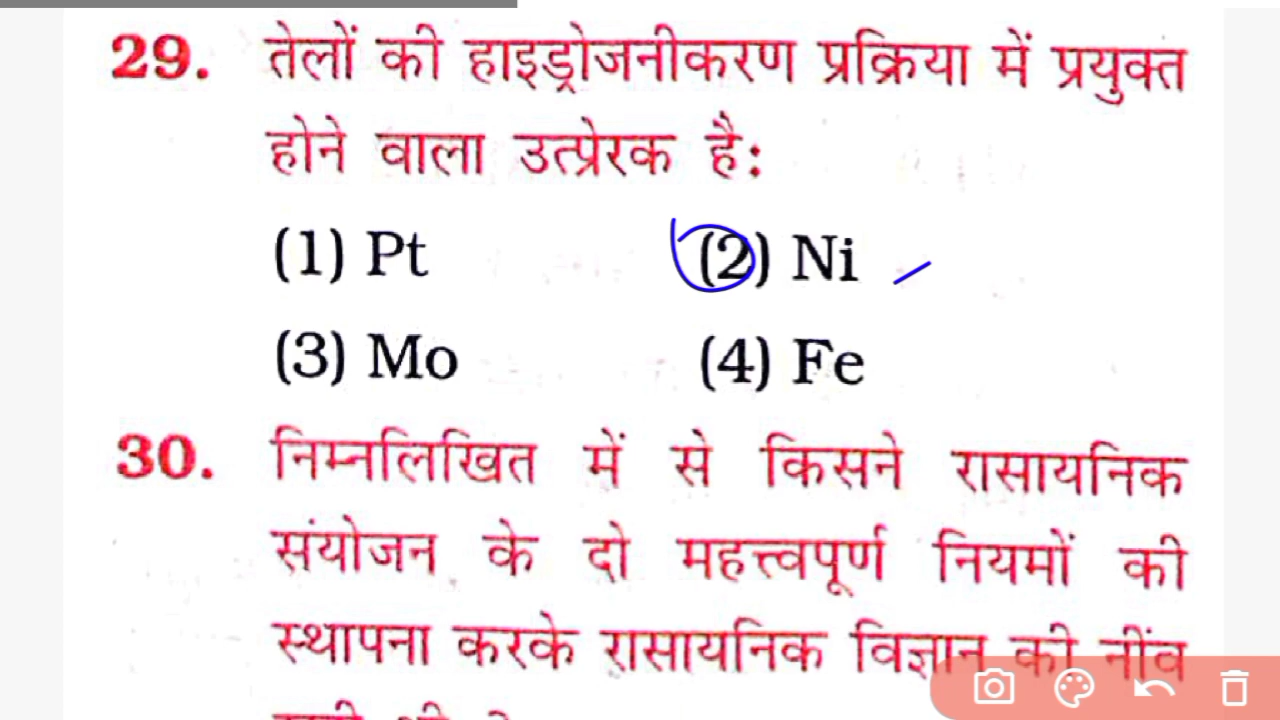 29. तेलों की हाइड्रोजनीकरण प्रक्रिया में प्रयुक्त
होने वाला उत्प्रेरक है:
(1) Pt (2) Ni
(3) Mo (4) Fe
30. निम्नलिखित में से किसने रासायनिक
संयोजन के दो महत्त्वपूर्ण नियमों की
स्थापना करके रासायनिक विज्ञान की नींव